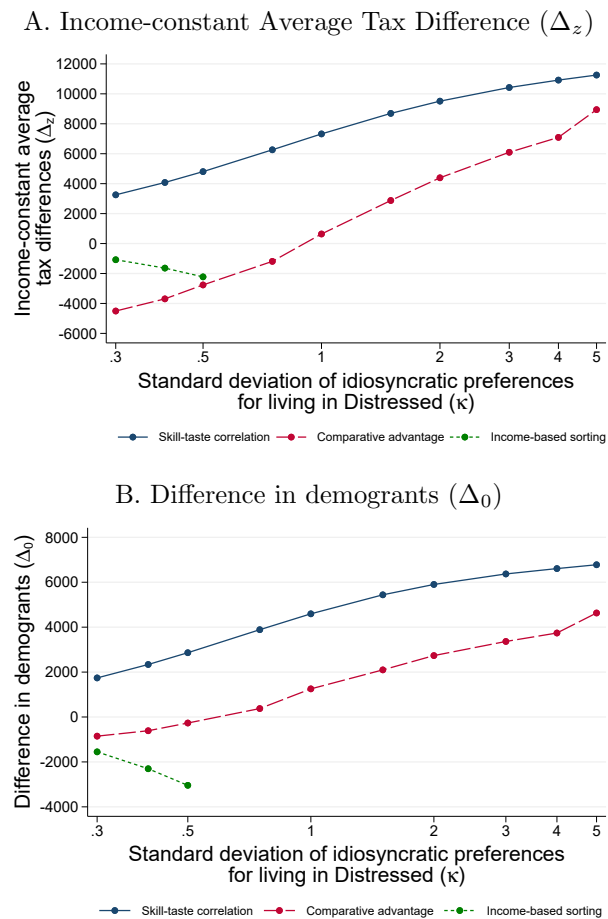 A. Income-constant Average Tax Difference (Δz)
Income-constant average
tax differences (Δz)
12000
10000
8000
6000
4000
2000
0
-2000
-4000
-6000
.3 .5 1 2 3 4 5
Standard deviation of idiosyncratic preferences
for living in Distressed (κ)
Skill-taste correlation Comparative advantage Income-based sorting
B. Difference in demogrants (Δ0)
Difference in demogrants (Δ0)
8000
6000
4000
2000
0
-2000
-4000
.3 .5 1 2 3 4 5
Standard deviation of idiosyncratic preferences
for living in Distressed (κ)
Skill-taste correlation Comparative advantage Income-based sorting